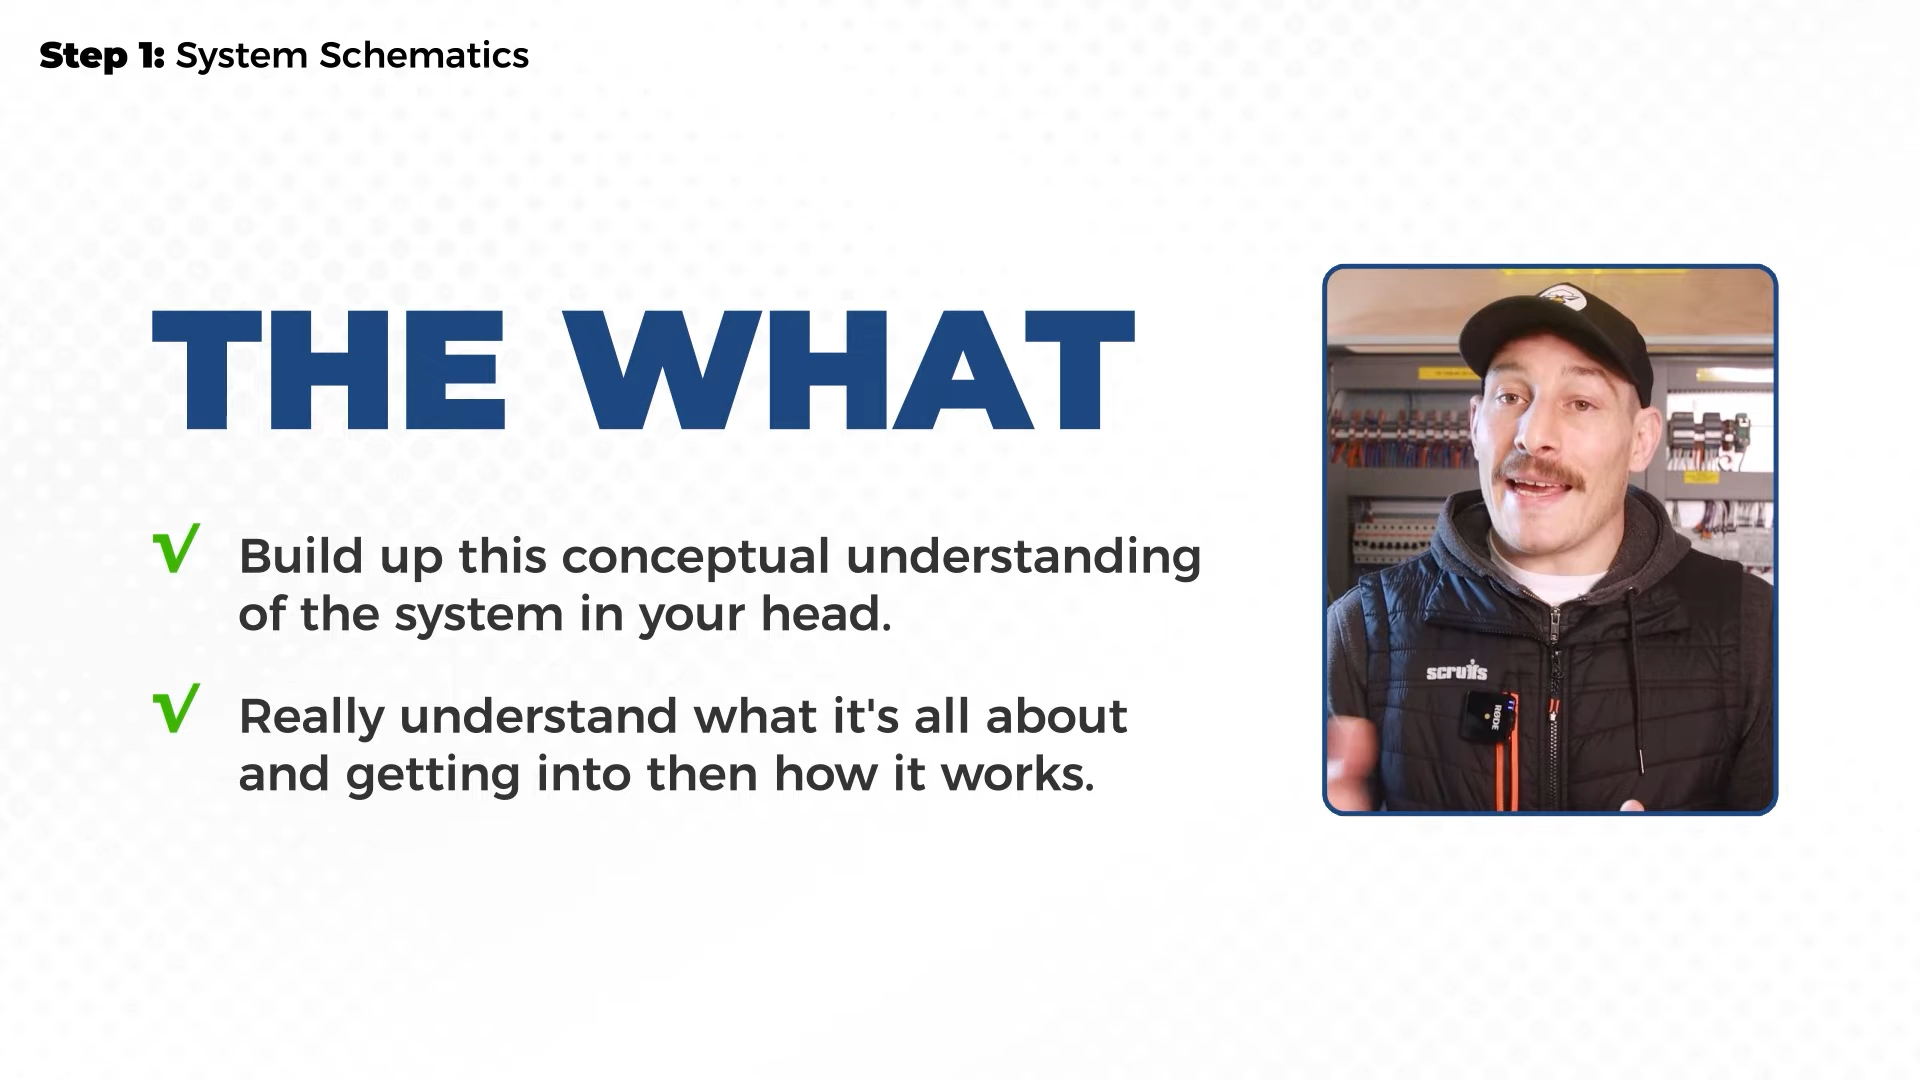 Step 1: System Schematics
THE WHAT
√ Build up this conceptual understanding
of the system in your head.
√ Really understand what it's all about
and getting into then how it works.
scruffs
RØDE